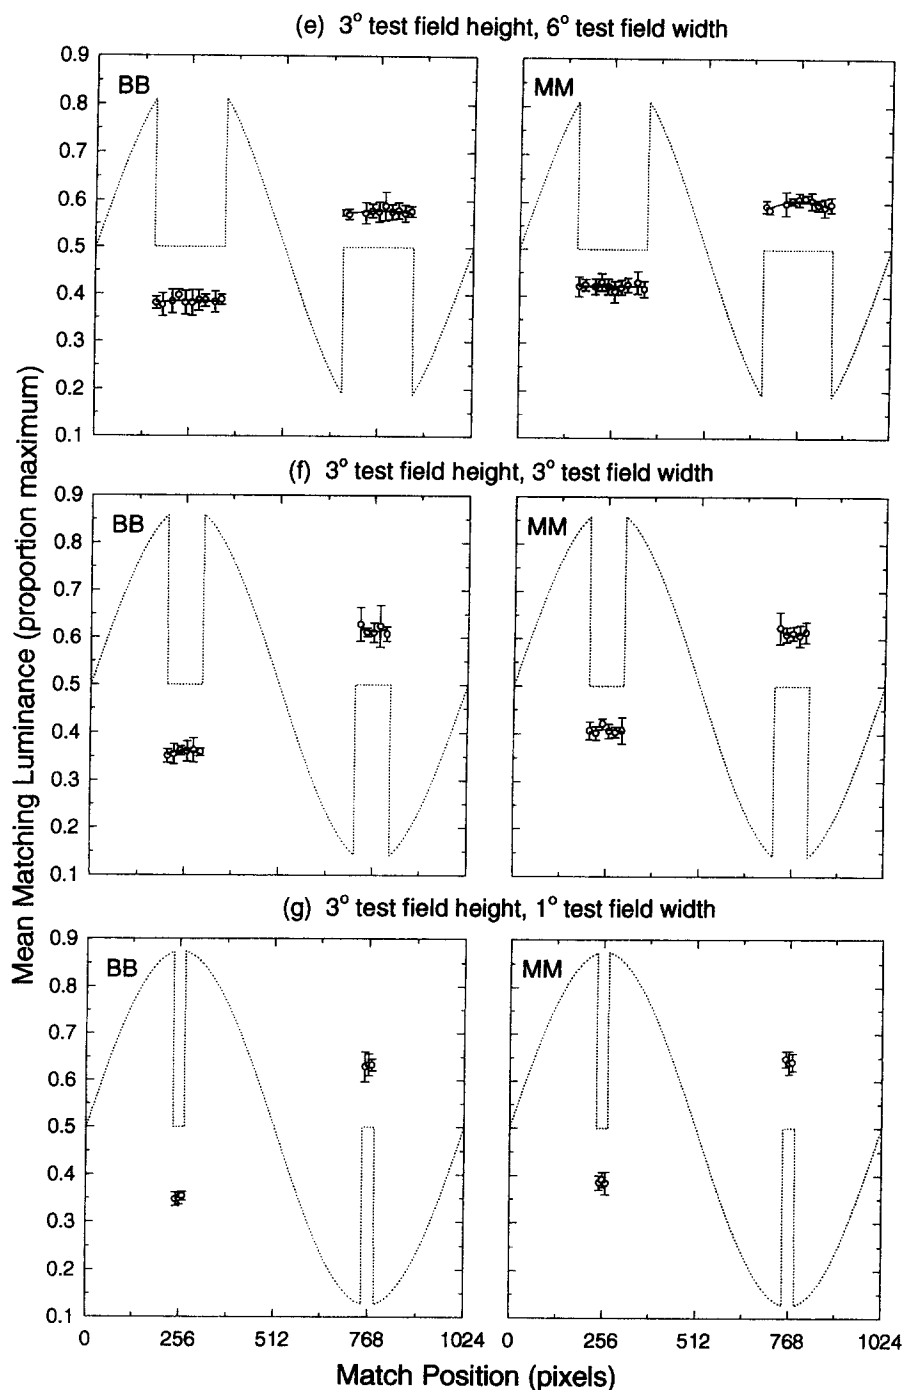 (e) 3° test field height, 6° test field width
BB
MM
0.9
0.8
0.7
0.6
0.5
0.4
0.3
0.2
0.1
(f) 3° test field height, 3° test field width
BB
MM
0.9
0.8
0.7
0.6
0.5
0.4
0.3
0.2
0.1
(g) 3° test field height, 1° test field width
BB
MM
0.9
0.8
0.7
0.6
0.5
0.4
0.3
0.2
0.1
0 256 512 768 1024
0 256 512 768 1024
Mean Matching Luminance (proportion maximum)
Match Position (pixels)